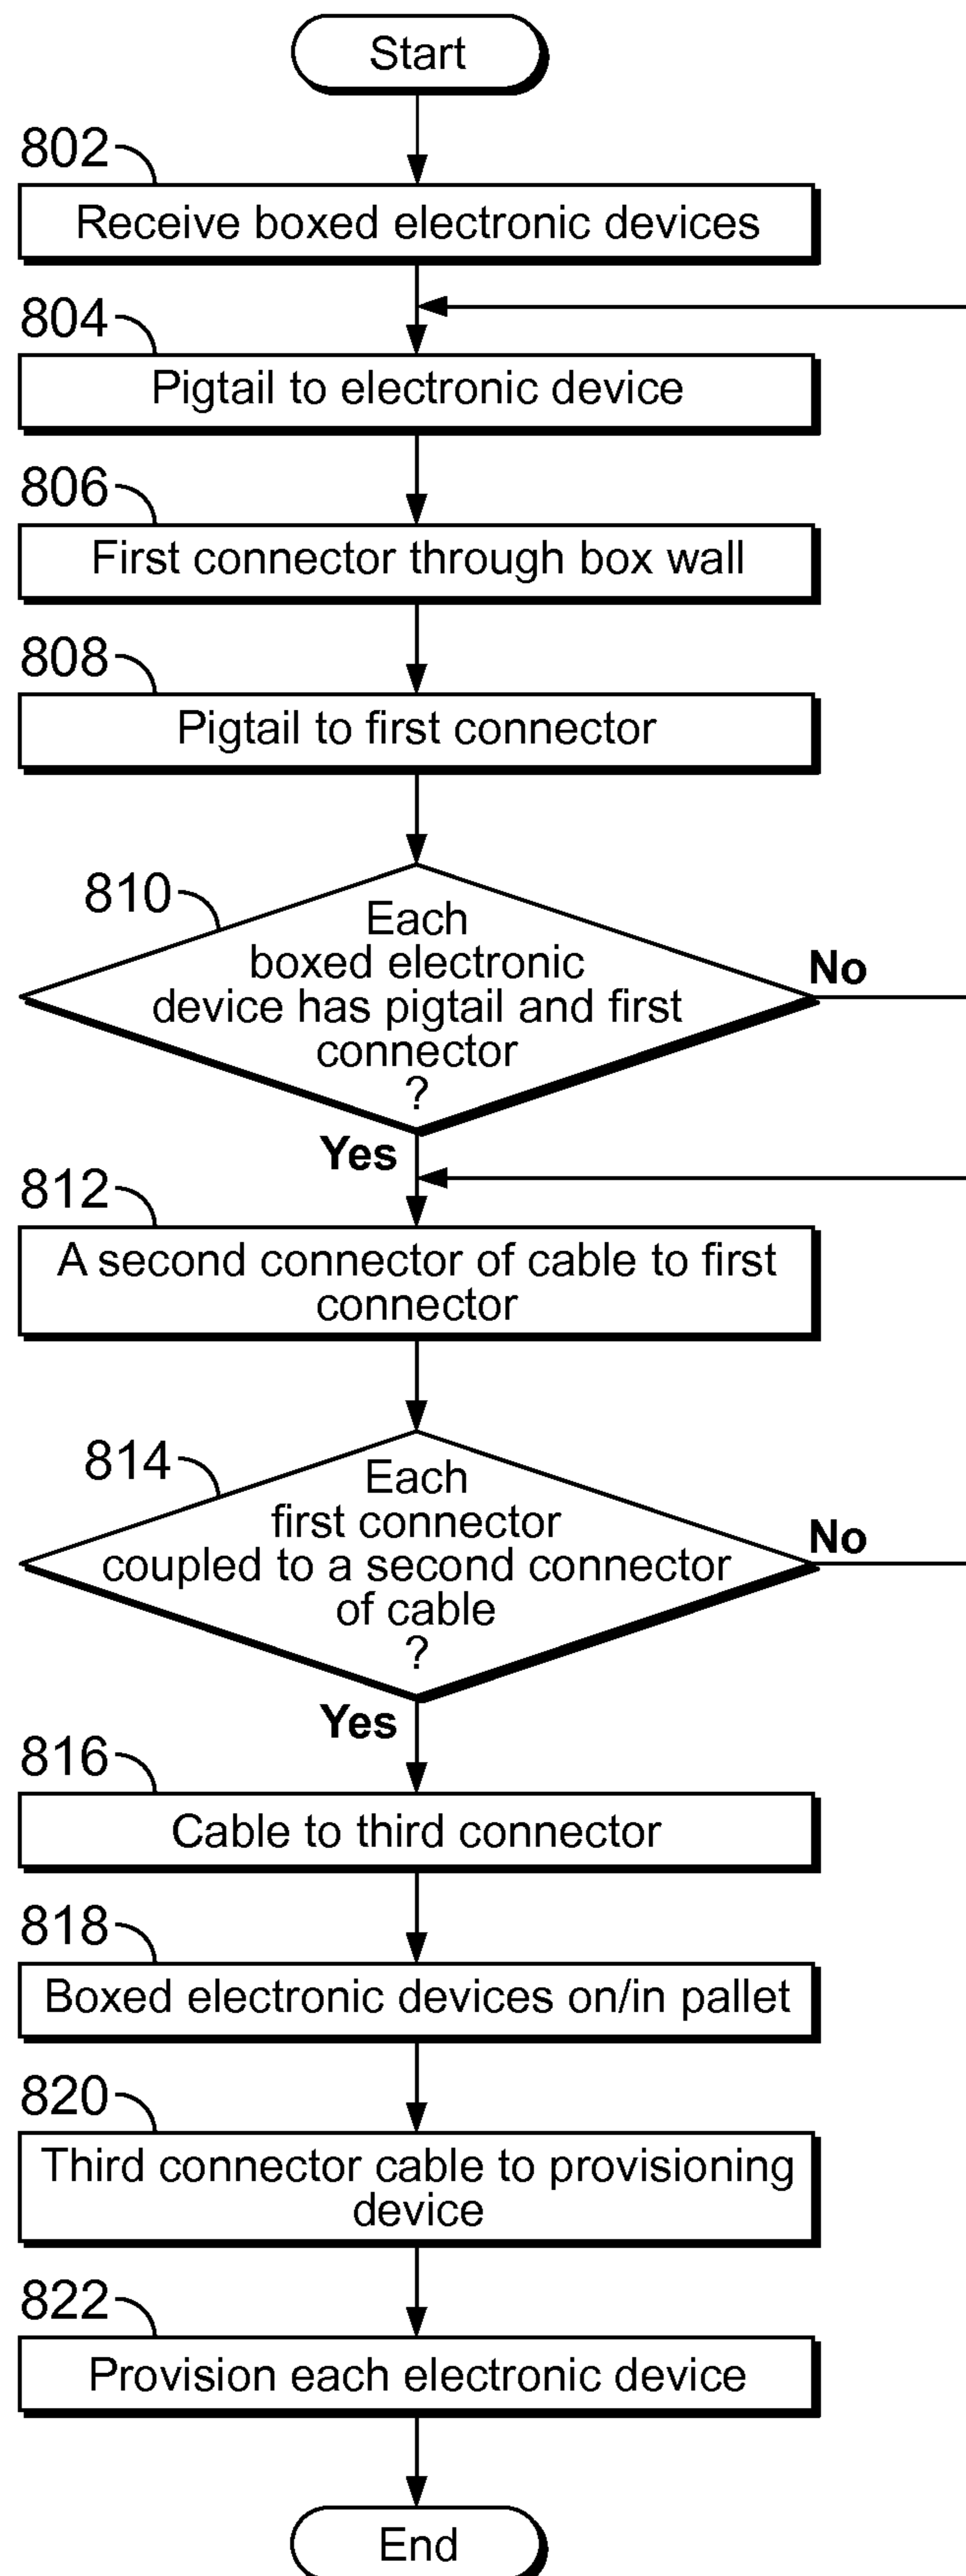 Start
802
Receive boxed electronic devices
804
Pigtail to electronic device
806
First connector through box wall
808
Pigtail to first connector
810
Each
boxed electronic
device has pigtail and first
connector
?
No
Yes
812
A second connector of cable to first
connector
814
Each
first connector
coupled to a second connector
of cable
?
No
Yes
816
Cable to third connector
818
Boxed electronic devices on/in pallet
820
Third connector cable to provisioning
device
822
Provision each electronic device
End